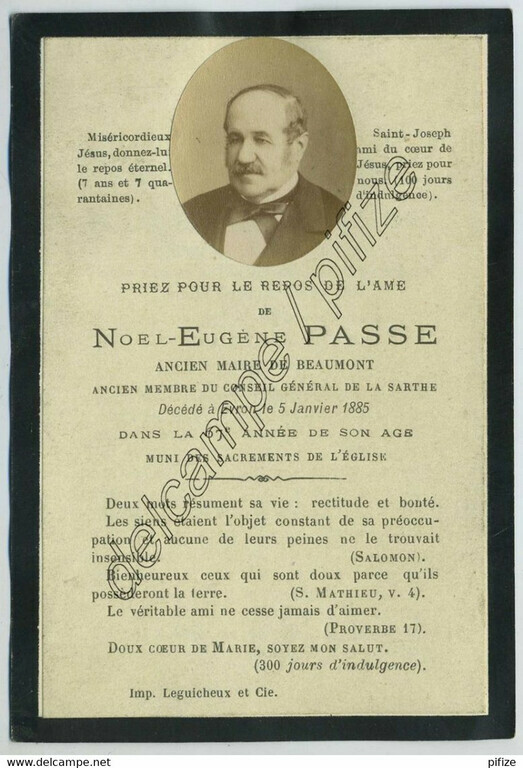 Miséricordieux
Jésus, donnez-lui
le repos éternel.
(7 ans et 7 qua-
rantaines).
Saint-Joseph
ami du cœur de
Jésus, priez pour
nous. (100 jours
d'indulgence).
PRIEZ POUR LE REPOS DE L'AME
DE
NOEL-EUGÈNE PASSE
ANCIEN MAIRE DE BEAUMONT
ANCIEN MEMBRE DU CONSEIL GÉNÉRAL DE LA SARTHE
Décédé à Evron le 5 Janvier 1885
DANS LA 67e ANNÉE DE SON AGE
MUNI DES SACREMENTS DE L'ÉGLISE
Deux mots résument sa vie : rectitude et bonté.
Les siens étaient l'objet constant de sa préoccu-
pation et aucune de leurs peines ne le trouvait
insensible. (SALOMON).
Bienheureux ceux qui sont doux parce qu'ils
posséderont la terre. (S. MATHIEU, V. 4).
Le véritable ami ne cesse jamais d'aimer.
(PROVERBE 17).
DOUX CŒUR DE MARIE, SOYEZ MON SALUT.
(300 jours d'indulgence).
Imp. Leguicheux et Cie.
delcampe / pifize
delcampe.net
pifize